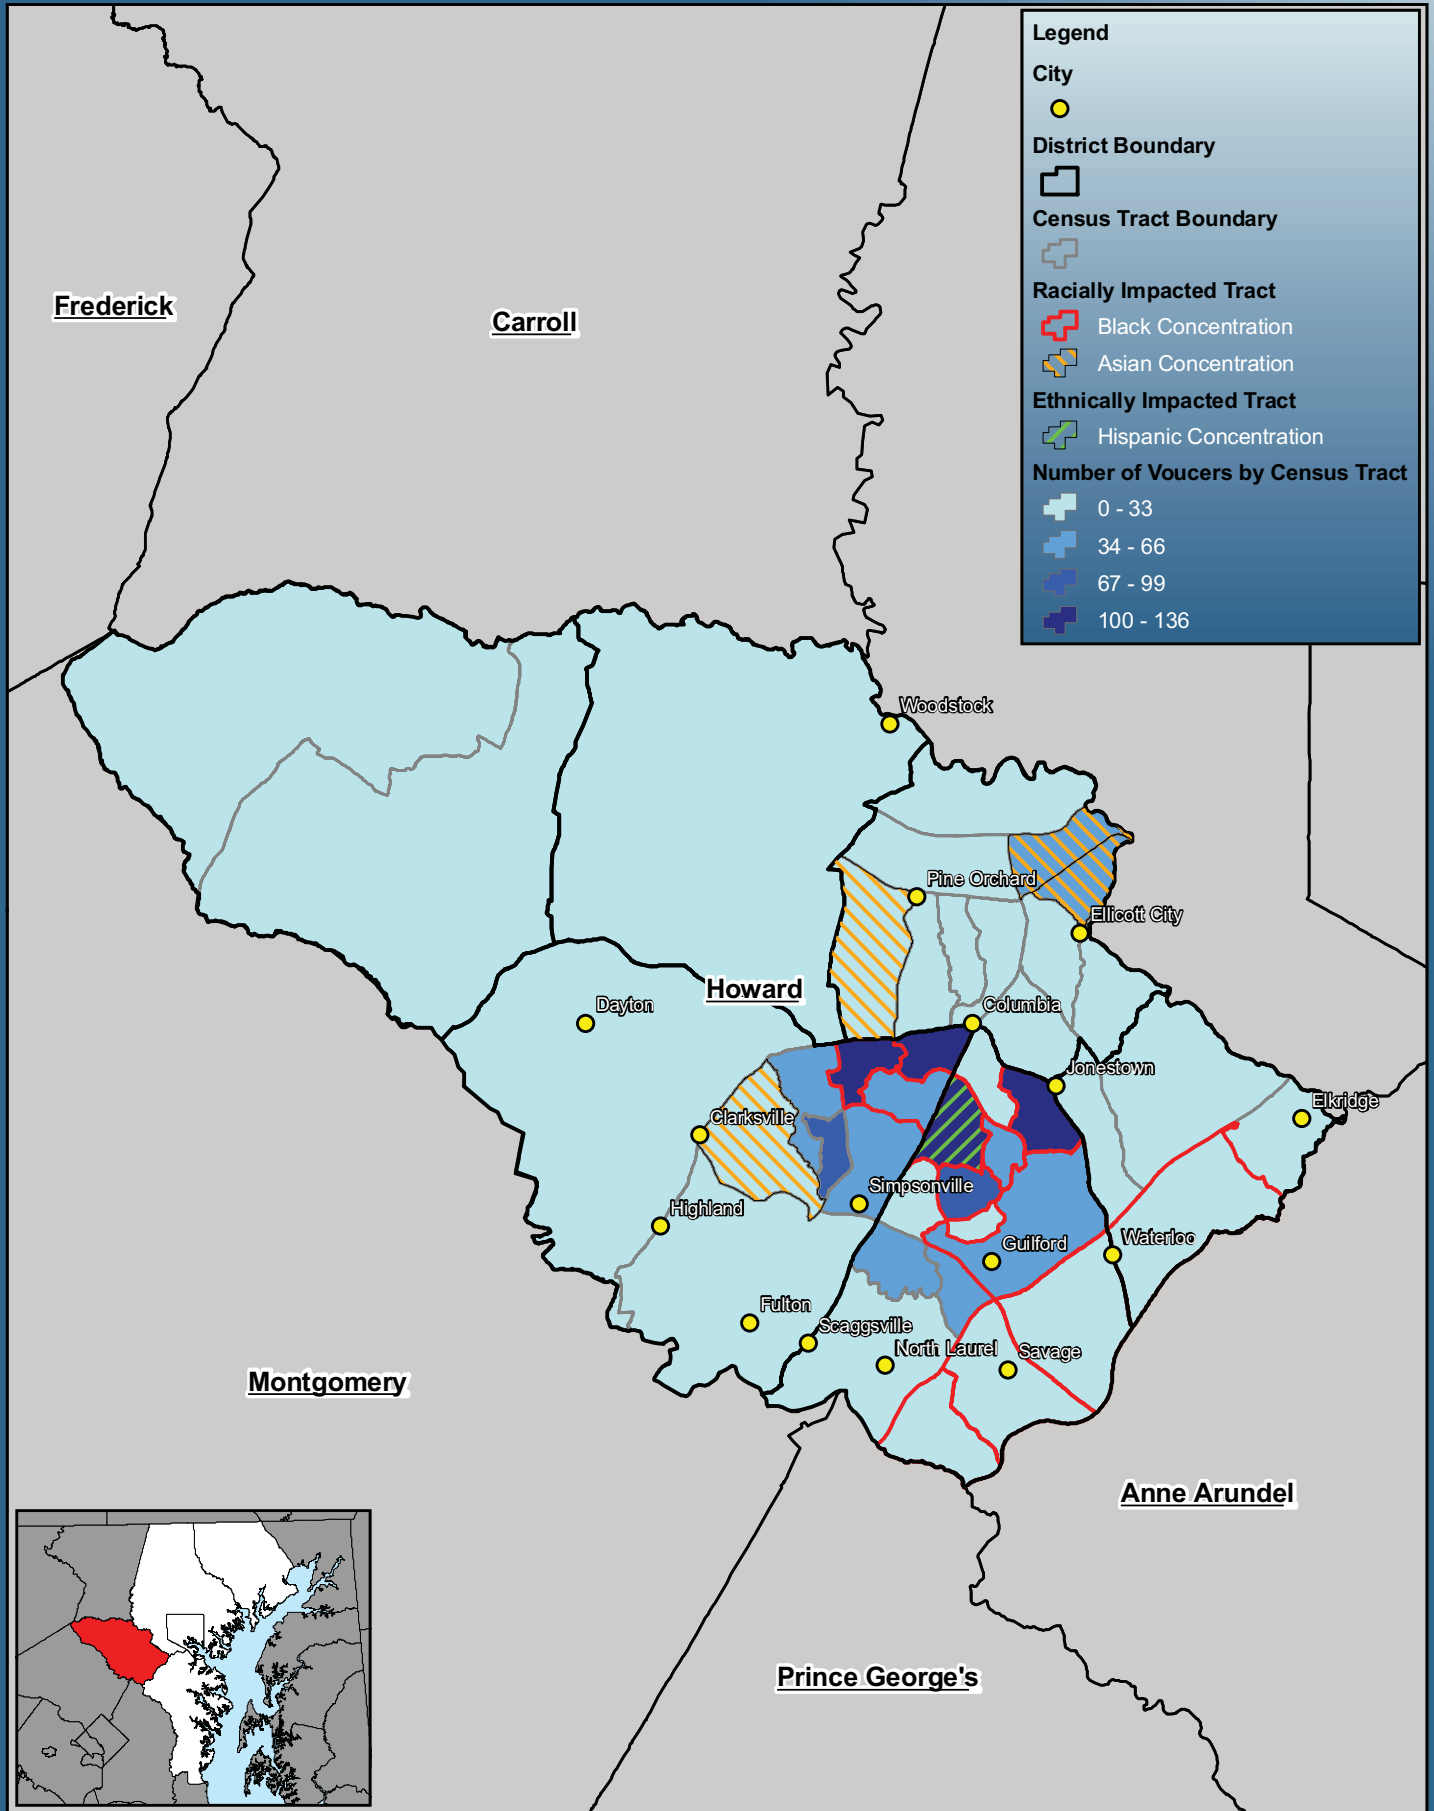 Legend
City
District Boundary
Census Tract Boundary
Racially Impacted Tract
Black Concentration
Asian Concentration
Ethnically Impacted Tract
Hispanic Concentration
Number of Voucers by Census Tract
0 - 33
34 - 66
67 - 99
100 - 136
Frederick
Carroll
Woodstock
Pine Orchard
Ellicott City
Howard
Dayton
Columbia
Jonestown
Elkridge
Clarksville
Simpsonville
Highland
Guilford
Waterloo
Fulton
Scaggsville
North Laurel
Savage
Montgomery
Anne Arundel
Prince George's